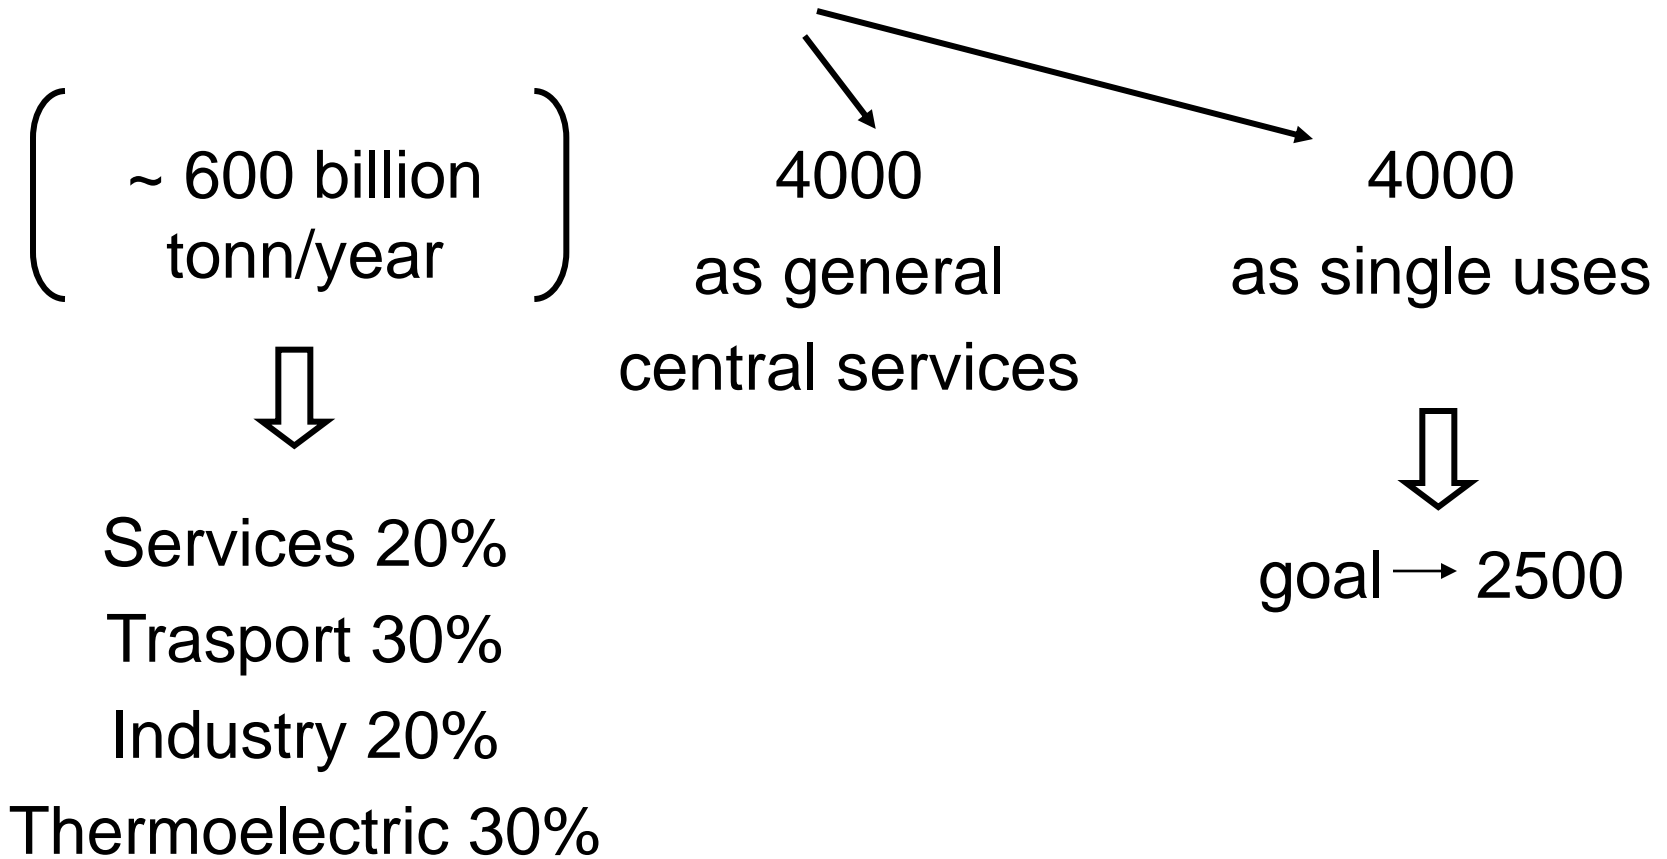 ~ 600 billion
tonn/year
Services 20%
Trasport 30%
Industry 20%
Thermoelectric 30%
4000
as general
central services
4000
as single uses
goal → 2500